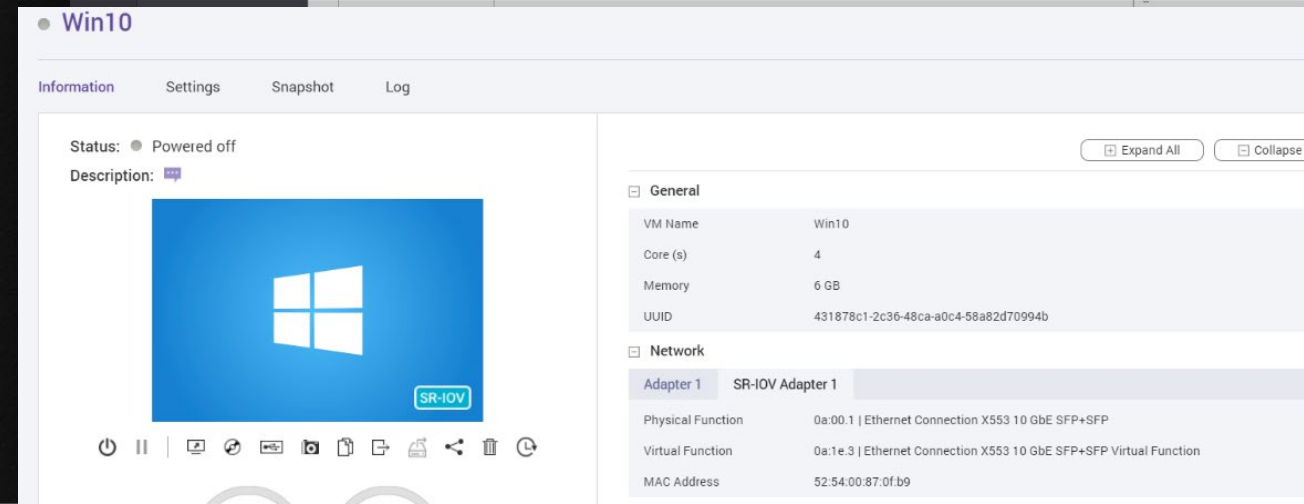 Win10
Information Settings Snapshot Log
Status: Powered off
Description:
SR-IOV
Expand All Collapse
General
VM Name Win10
Core (s) 4
Memory 6 GB
UUID 431878c1-2c36-48ca-a0c4-58a82d70994b
Network
Adapter 1 SR-IOV Adapter 1
Physical Function 0a:00.1 | Ethernet Connection X553 10 GbE SFP+SFP
Virtual Function 0a:1e.3 | Ethernet Connection X553 10 GbE SFP+SFP Virtual Function
MAC Address 52:54:00:87:0f:b9